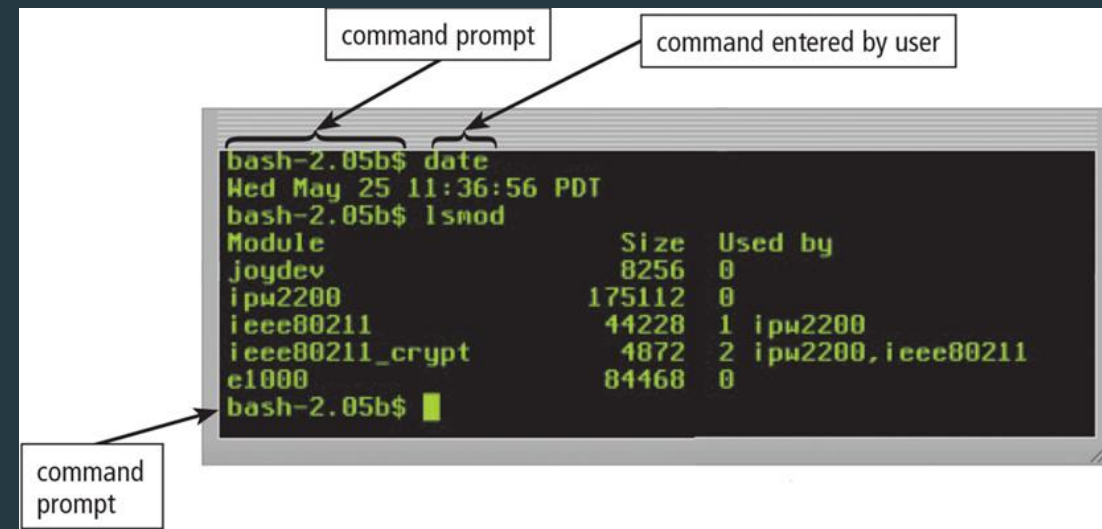 command prompt
command entered by user
bash-2.05b$ date
Wed May 25 11:36:56 PDT
bash-2.05b$ lsmod
Module Size Used by
joydev 8256 0
ipw2200 175112 0
ieee80211 44228 1 ipw2200
ieee80211_crypt 4872 2 ipw2200,ieee80211
e1000 84468 0
bash-2.05b$
command
prompt